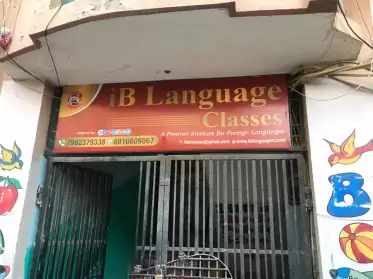 iB Language
Classes
A Premier Institute for Foreign Languages
7982379338 8010609067